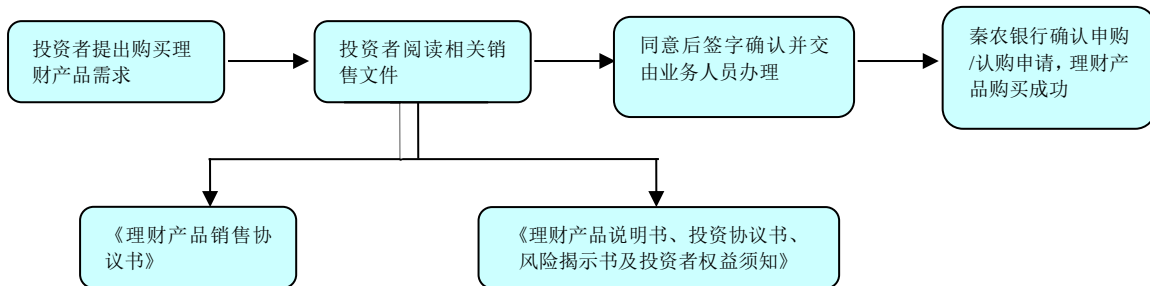 投资者提出购买理
财产品需求
投资者阅读相关销
售文件
同意后签字确认并交
由业务人员办理
秦农银行确认申购
/认购申请，理财产
品购买成功
《理财产品销售协
议书》
《理财产品说明书、投资协议书、
风险揭示书及投资者权益须知》